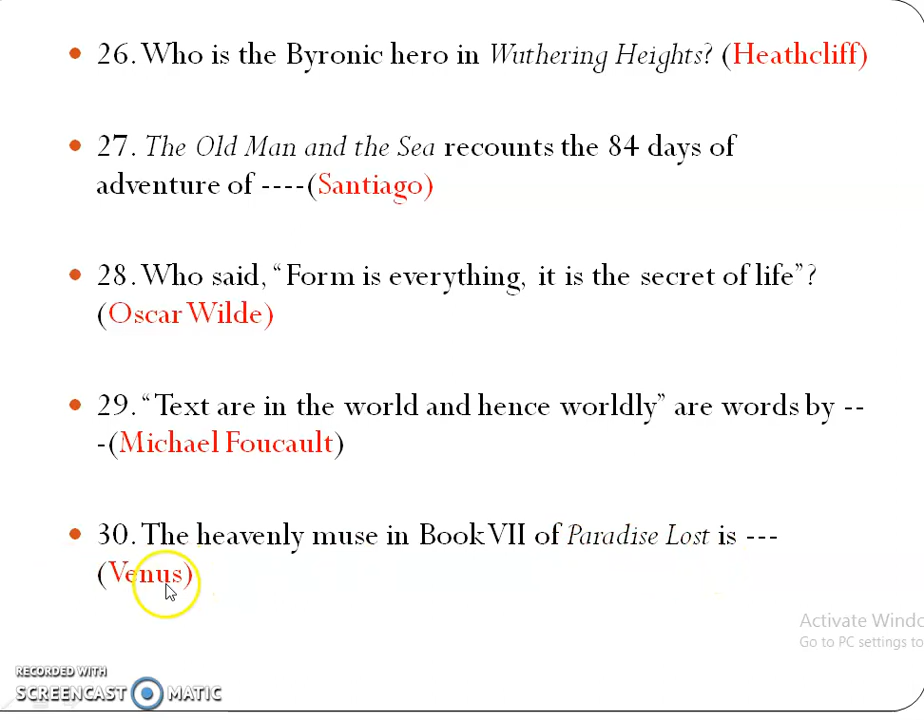 • 26. Who is the Byronic hero in Wuthering Heights? (Heathcliff)
• 27. The Old Man and the Sea recounts the 84 days of
adventure of ----(Santiago)
• 28. Who said, “Form is everything, it is the secret of life”?
(Oscar Wilde)
• 29. “Text are in the world and hence worldly” are words by --
-(Michael Foucault)
• 30. The heavenly muse in Book VII of Paradise Lost is ---
(Venus)
Activate Windo
Go to PC settings to
RECORDED WITH
SCREENCAST MATIC